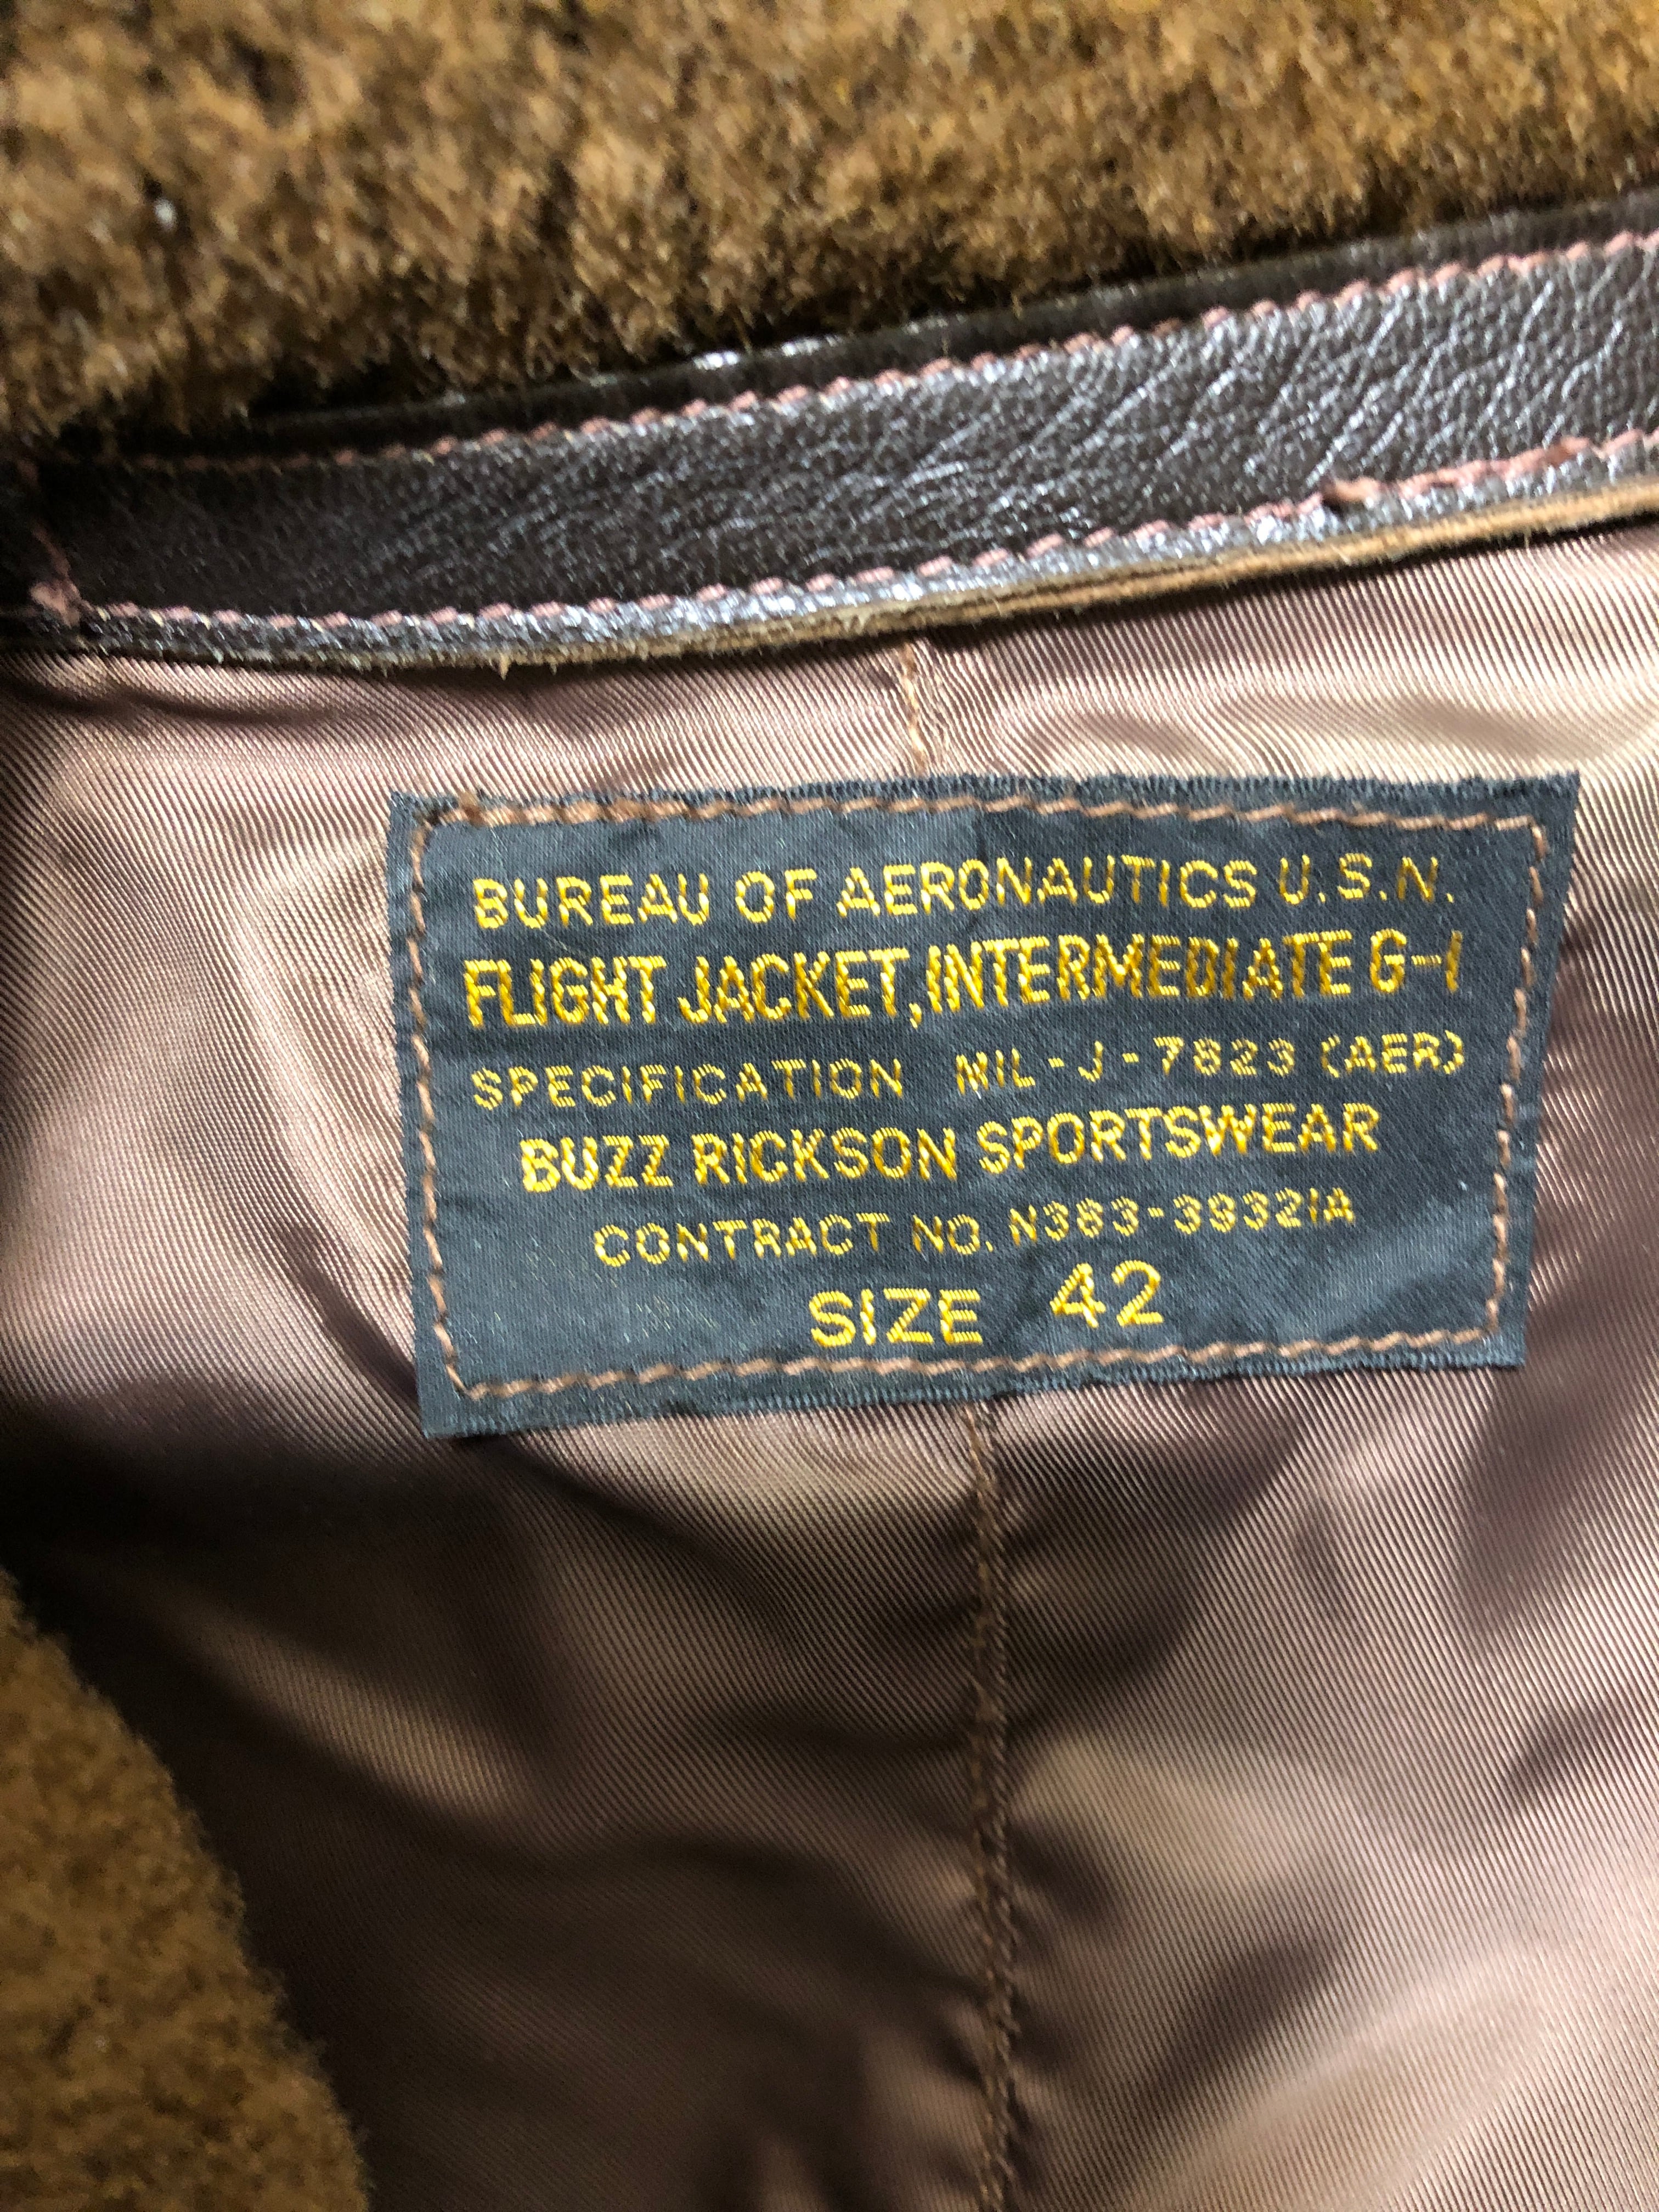 BUREAU OF AERONAUTICS U.S.N.
FLIGHT JACKET, INTERMEDIATE G-1
SPECIFICATION MIL-J-7823 (AER)
BUZZ RICKSON SPORTSWEAR
CONTRACT NO. N383-39321A
SIZE 42